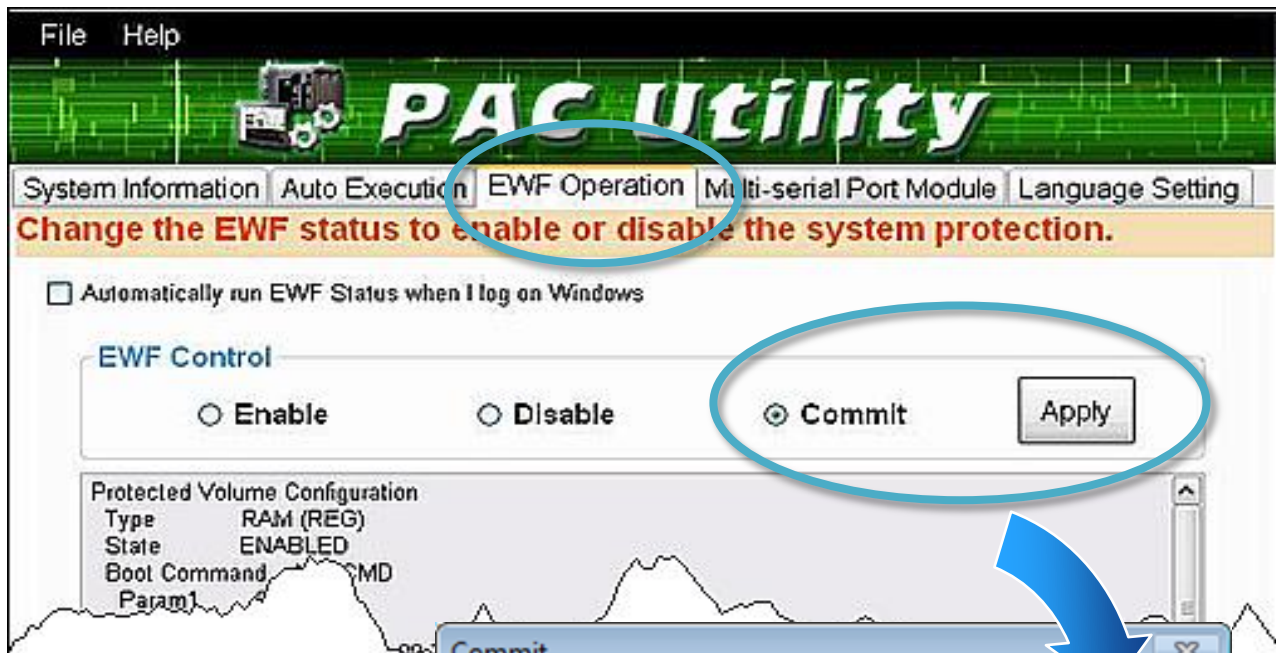 File Help
PAC Utility
System Information Auto Execution EWF Operation Multi-serial Port Module Language Setting
Change the EWF status to enable or disable the system protection.
Automatically run EWF Status when I log on Windows
EWF Control
Enable Disable Commit Apply
Protected Volume Configuration
Type RAM (REG)
State ENABLED
Boot Command CMD
Param1
Commit